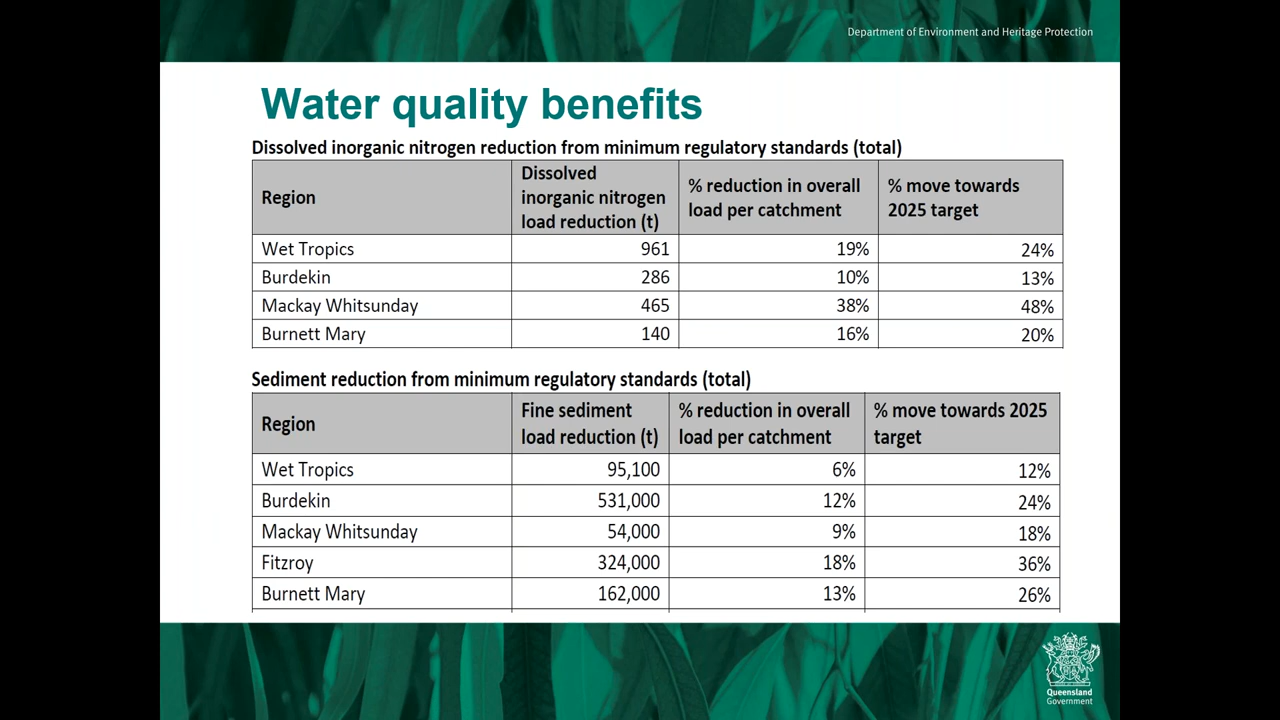 Department of Environment and Heritage Protection
Water quality benefits
Dissolved inorganic nitrogen reduction from minimum regulatory standards (total)
Region
Dissolved
inorganic nitrogen
load reduction (t)
% reduction in overall
load per catchment
% move towards
2025 target
Wet Tropics 961 19% 24%
Burdekin 286 10% 13%
Mackay Whitsunday 465 38% 48%
Burnett Mary 140 16% 20%
Sediment reduction from minimum regulatory standards (total)
Region
Fine sediment
load reduction (t)
% reduction in overall
load per catchment
% move towards 2025
target
Wet Tropics 95,100 6% 12%
Burdekin 531,000 12% 24%
Mackay Whitsunday 54,000 9% 18%
Fitzroy 324,000 18% 36%
Burnett Mary 162,000 13% 26%
Queensland
Government